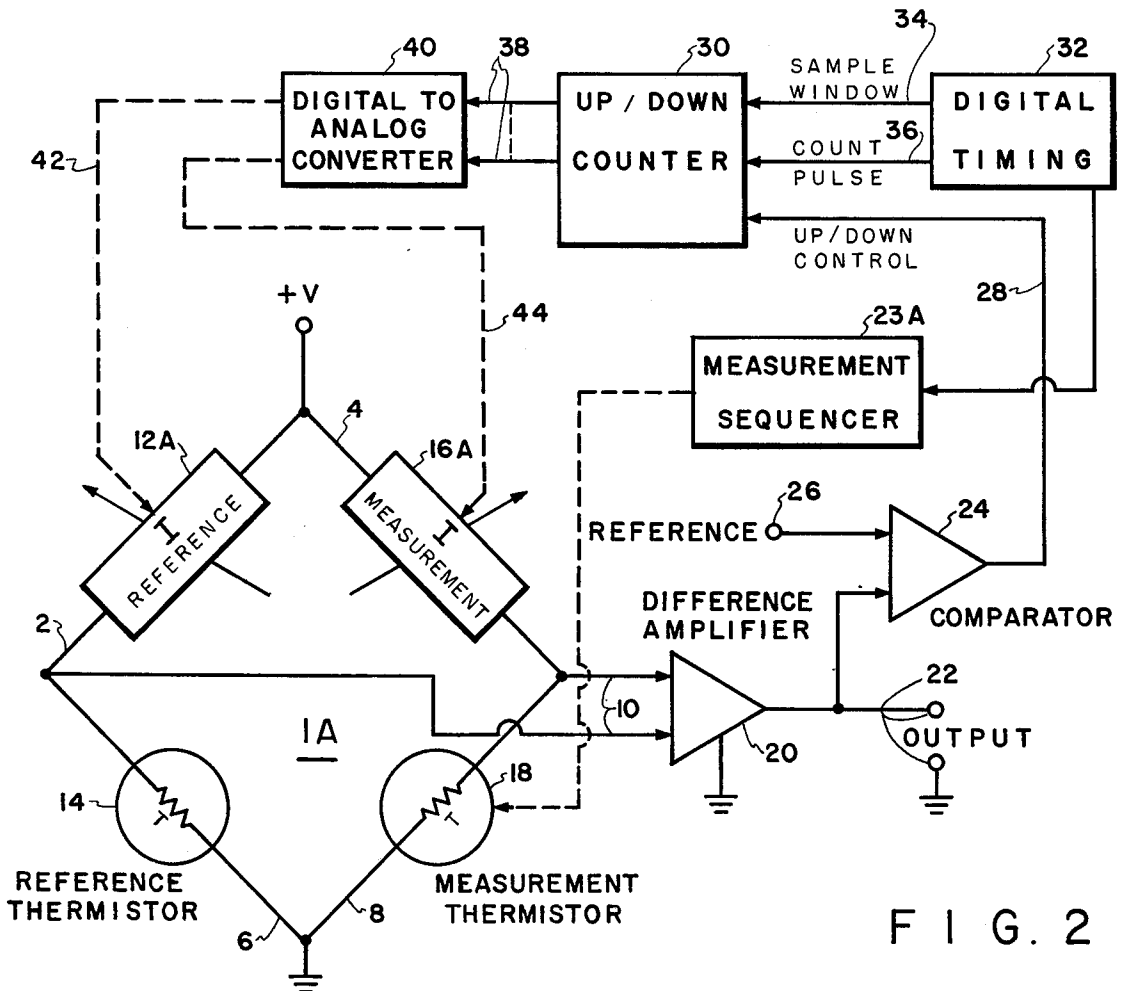 40
38
30
34
32
DIGITAL TO
ANALOG
CONVERTER
UP / DOWN
COUNTER
SAMPLE
WINDOW
36
COUNT
PULSE
DIGITAL
TIMING
UP/DOWN
CONTROL
42
44
28
+V
23A
MEASUREMENT
SEQUENCER
4
12A
16A
I
REFERENCE
I
MEASUREMENT
26
REFERENCE
24
COMPARATOR
DIFFERENCE
AMPLIFIER
2
10
22
OUTPUT
20
1A
14
T
18
T
REFERENCE
THERMISTOR
MEASUREMENT
THERMISTOR
6
8
FIG. 2